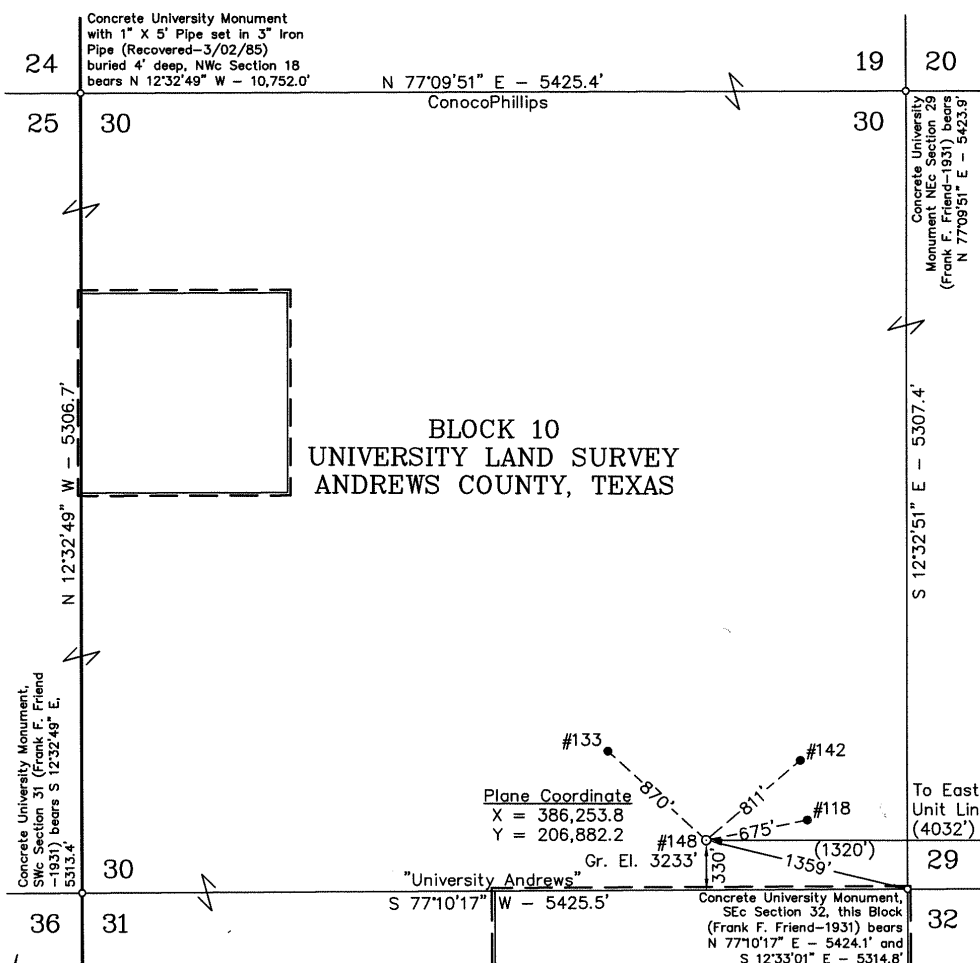 Concrete University Monument
with 1" X 5' Pipe set in 3" Iron
Pipe (Recovered-3/02/85)
buried 4' deep, NWc Section 18
bears N 12°32'49" W - 10,752.0'
24
N 77°09'51" E - 5425.4'
ConocoPhillips
19
20
25
30
30
Concrete University
Monument NEc Section 29
(Frank F. Friend-1931) bears
N 77°09'51" E - 5423.9'
N 12°32'49" W - 5306.7'
BLOCK 10
UNIVERSITY LAND SURVEY
ANDREWS COUNTY, TEXAS
S 12°32'51" E - 5307.4'
Concrete University Monument,
SWc Section 31 (Frank F. Friend
-1931) bears S 12°32'49" E,
5313.4'
#133
#142
870'
811'
#118
675'
Plane Coordinate
X = 386,253.8
Y = 206,882.2
#148
Gr. El. 3233'
330'
(1320')
1359'
To East
Unit Lin
(4032')
29
30
"University Andrews"
S 77°10'17" W - 5425.5'
36
31
Concrete University Monument,
SEc Section 32, this Block
(Frank F. Friend-1931) bears
N 77°10'17" E - 5424.1' and
S 12°33'01" E - 5314.8'
32